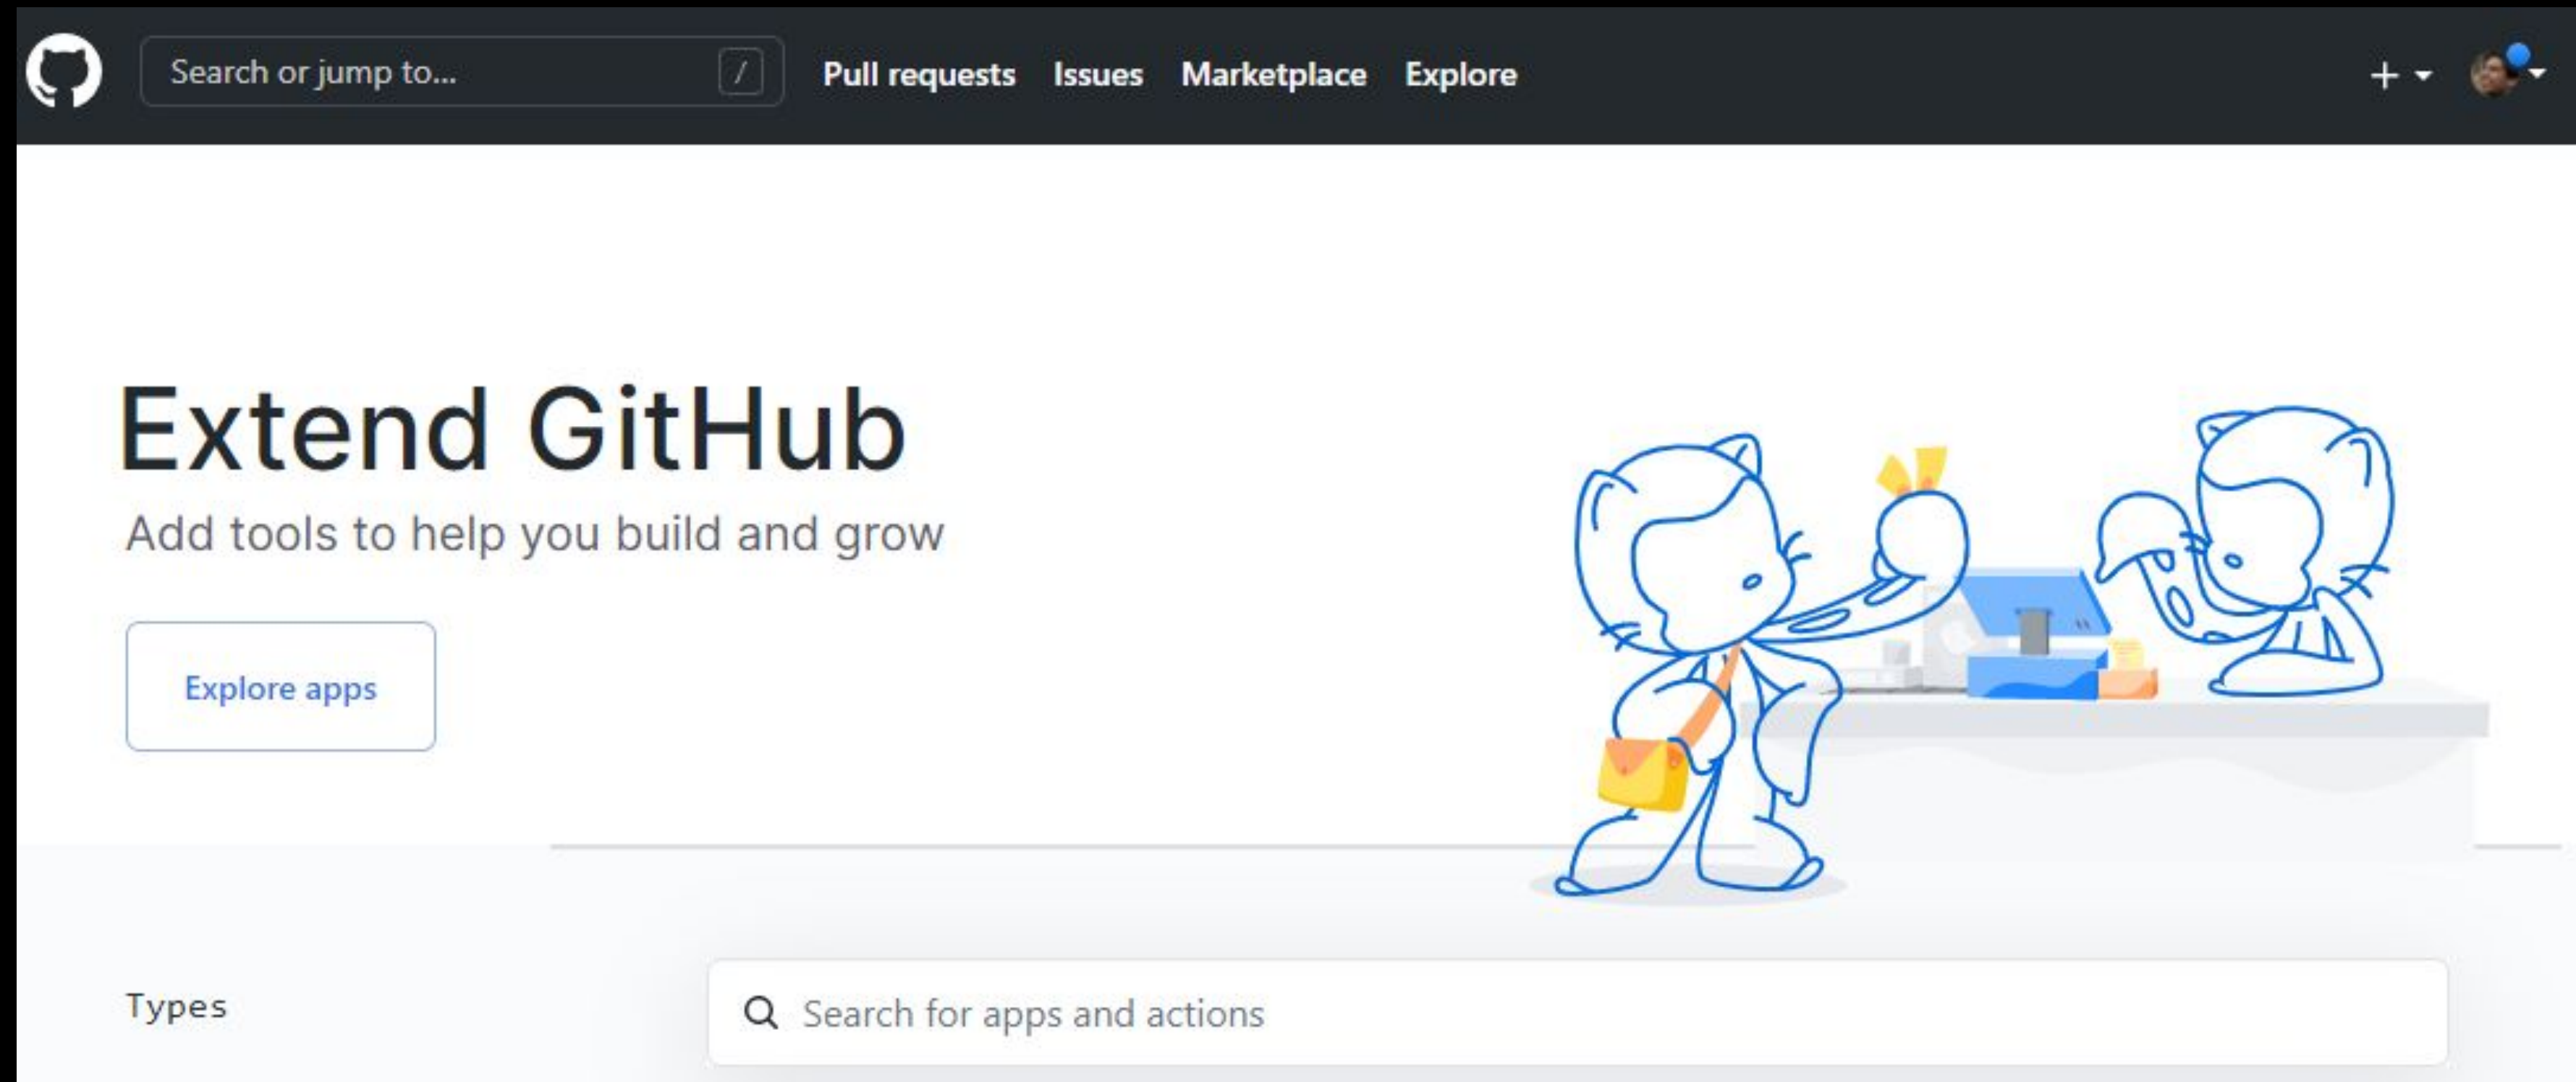 Search or jump to... /
Pull requests Issues Marketplace Explore
Extend GitHub
Add tools to help you build and grow
Explore apps
Types
Search for apps and actions